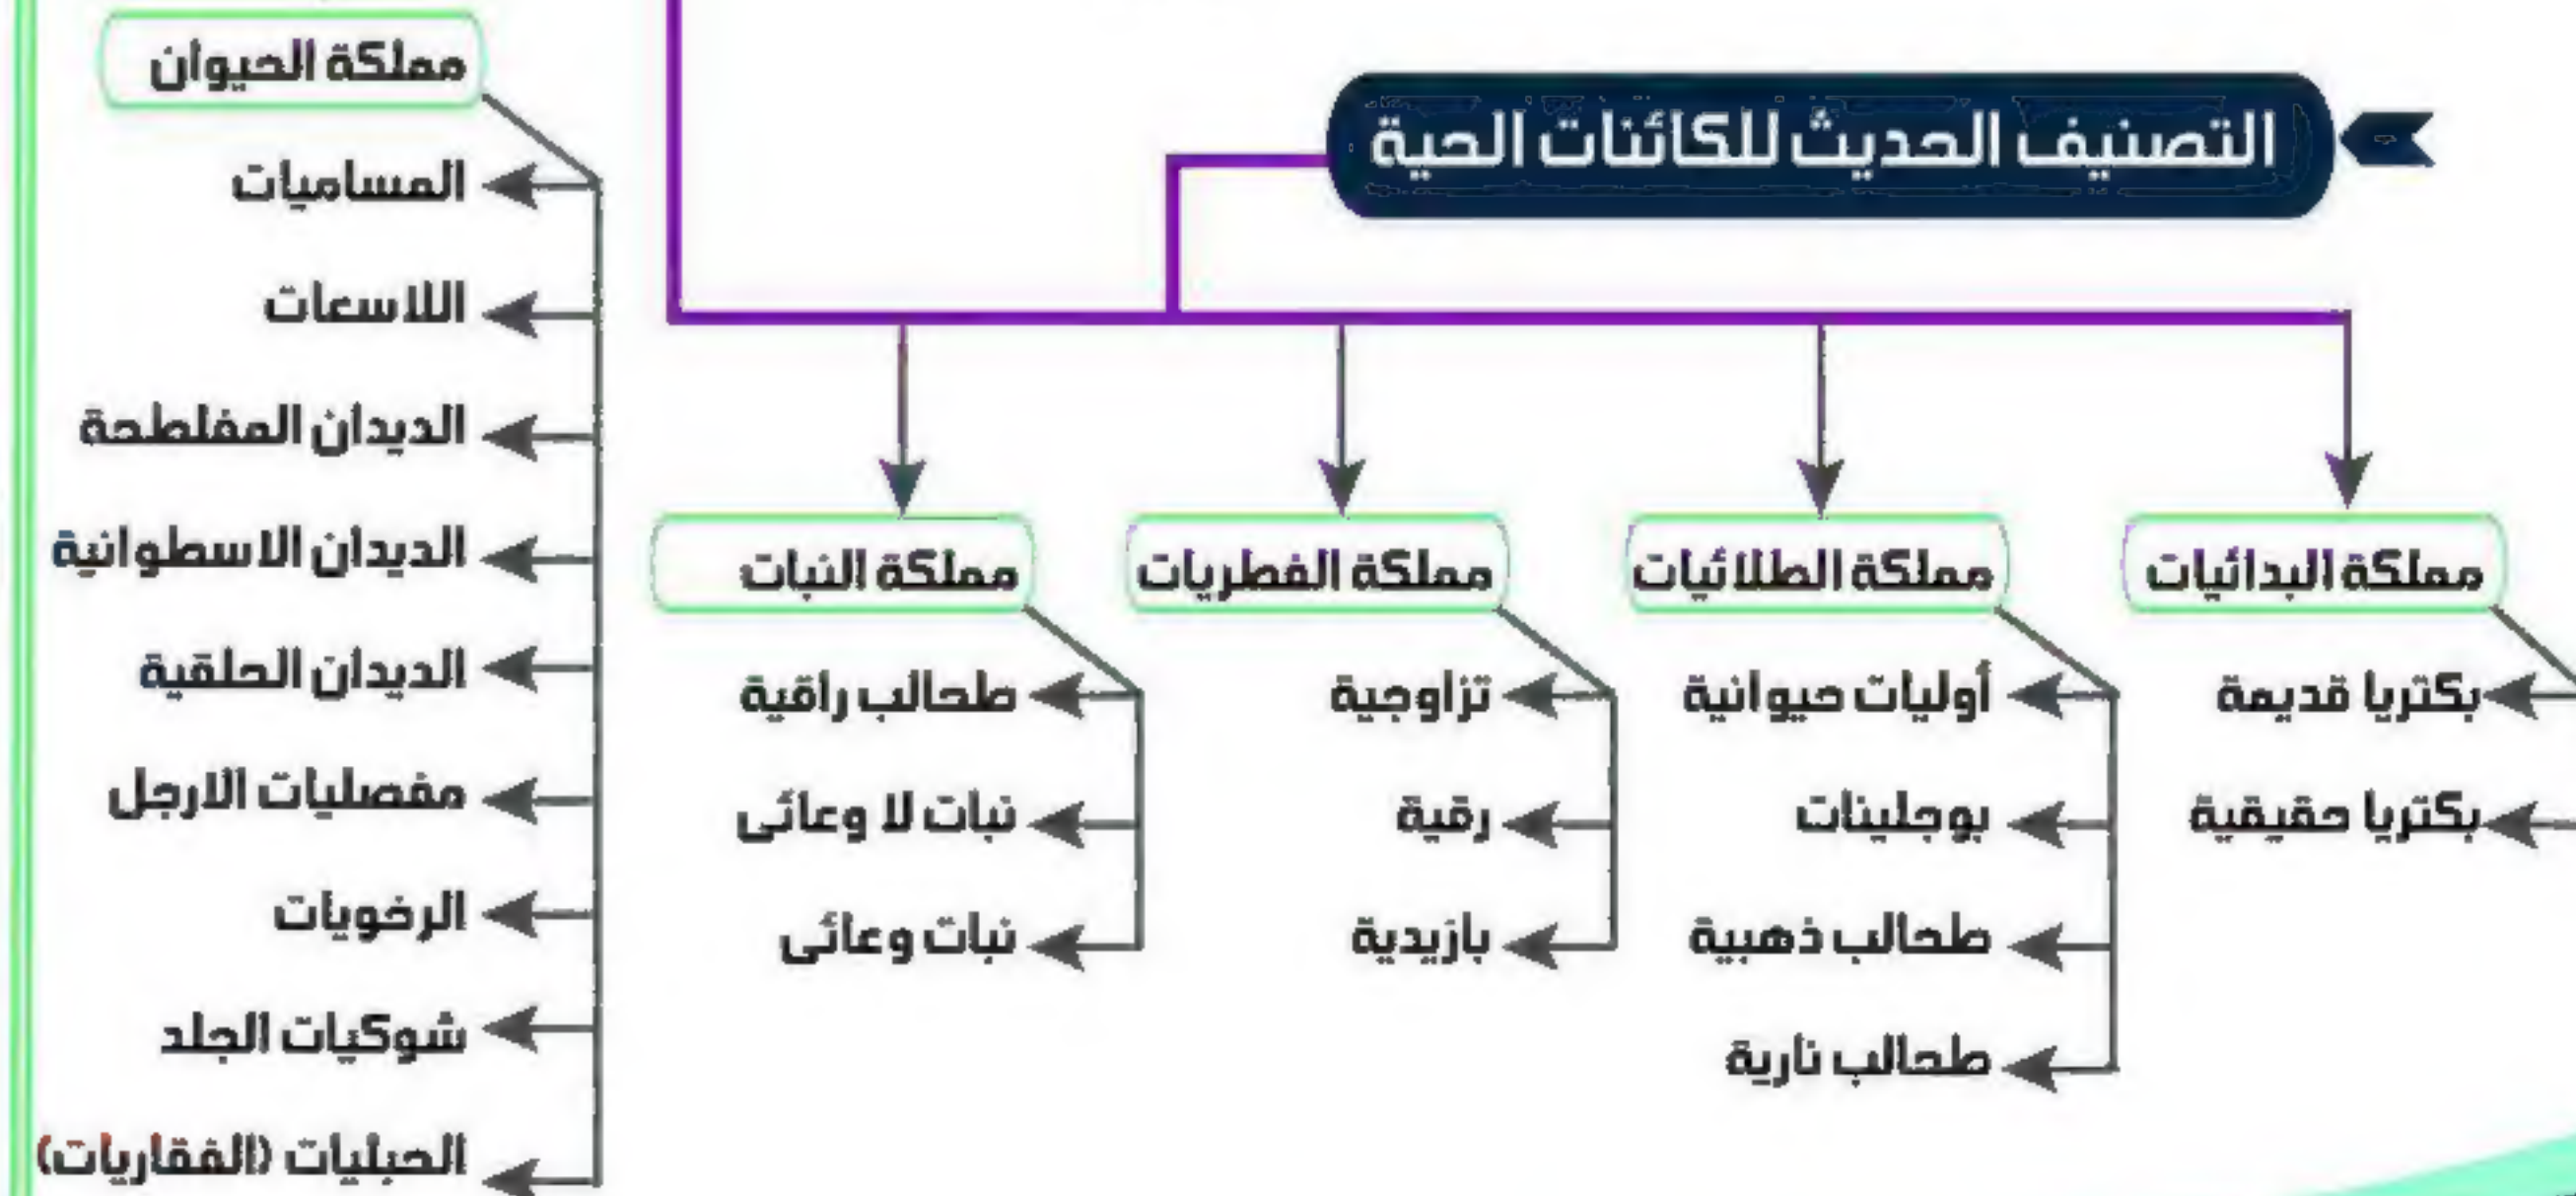 التصنيف الحديث للكائنات الحية
مملكة البدائيات
بكتريا قديمة
بكتريا حقيقية
مملكة الطلائيات
أوليات حيوانية
يوجلينات
طحالب ذهبية
طحالب نارية
مملكة الفطريات
تزاوجية
رقية
بازيدية
مملكة النبات
طحالب راقية
نبات لا وعائى
نبات وعائى
مملكة الحيوان
المساميات
اللاسعات
الديدان المفلطحة
الديدان الاسطوانية
الديدان الحلقية
مفصليات الارجل
الرخويات
شوكيات الجلد
الحبليات (الفقاريات)